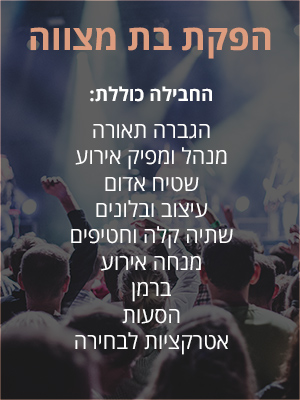 הפקת בת מצווה
החבילה כוללת:
הגברה תאורה
מנהל ומפיק אירוע
שטיח אדום
עיצוב ובלונים
שתיה קלה וחטיפים
מנחה אירוע
ברמן
הסעות
אטרקציות לבחירה